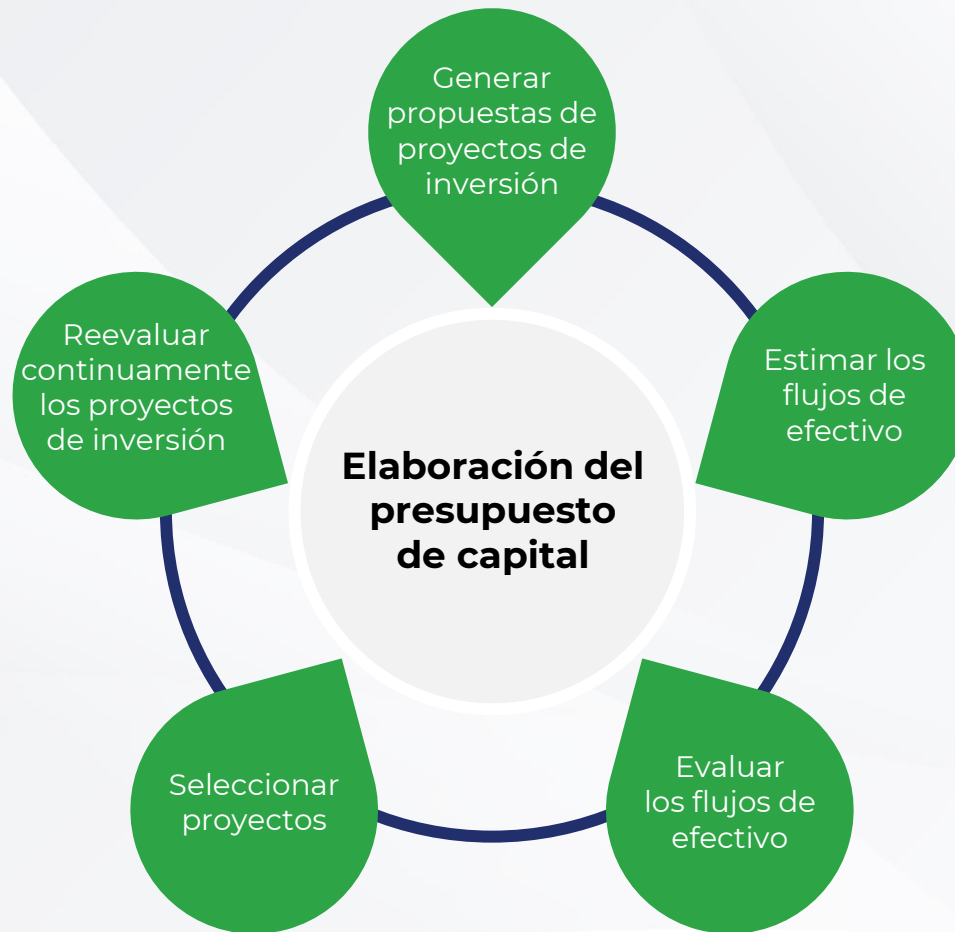 Generar
propuestas de
proyectos de
inversión
Estimar los
flujos de
efectivo
Evaluar
los flujos de
efectivo
Seleccionar
proyectos
Reevaluar
continuamente
los proyectos
de inversión
Elaboración del
presupuesto
de capital